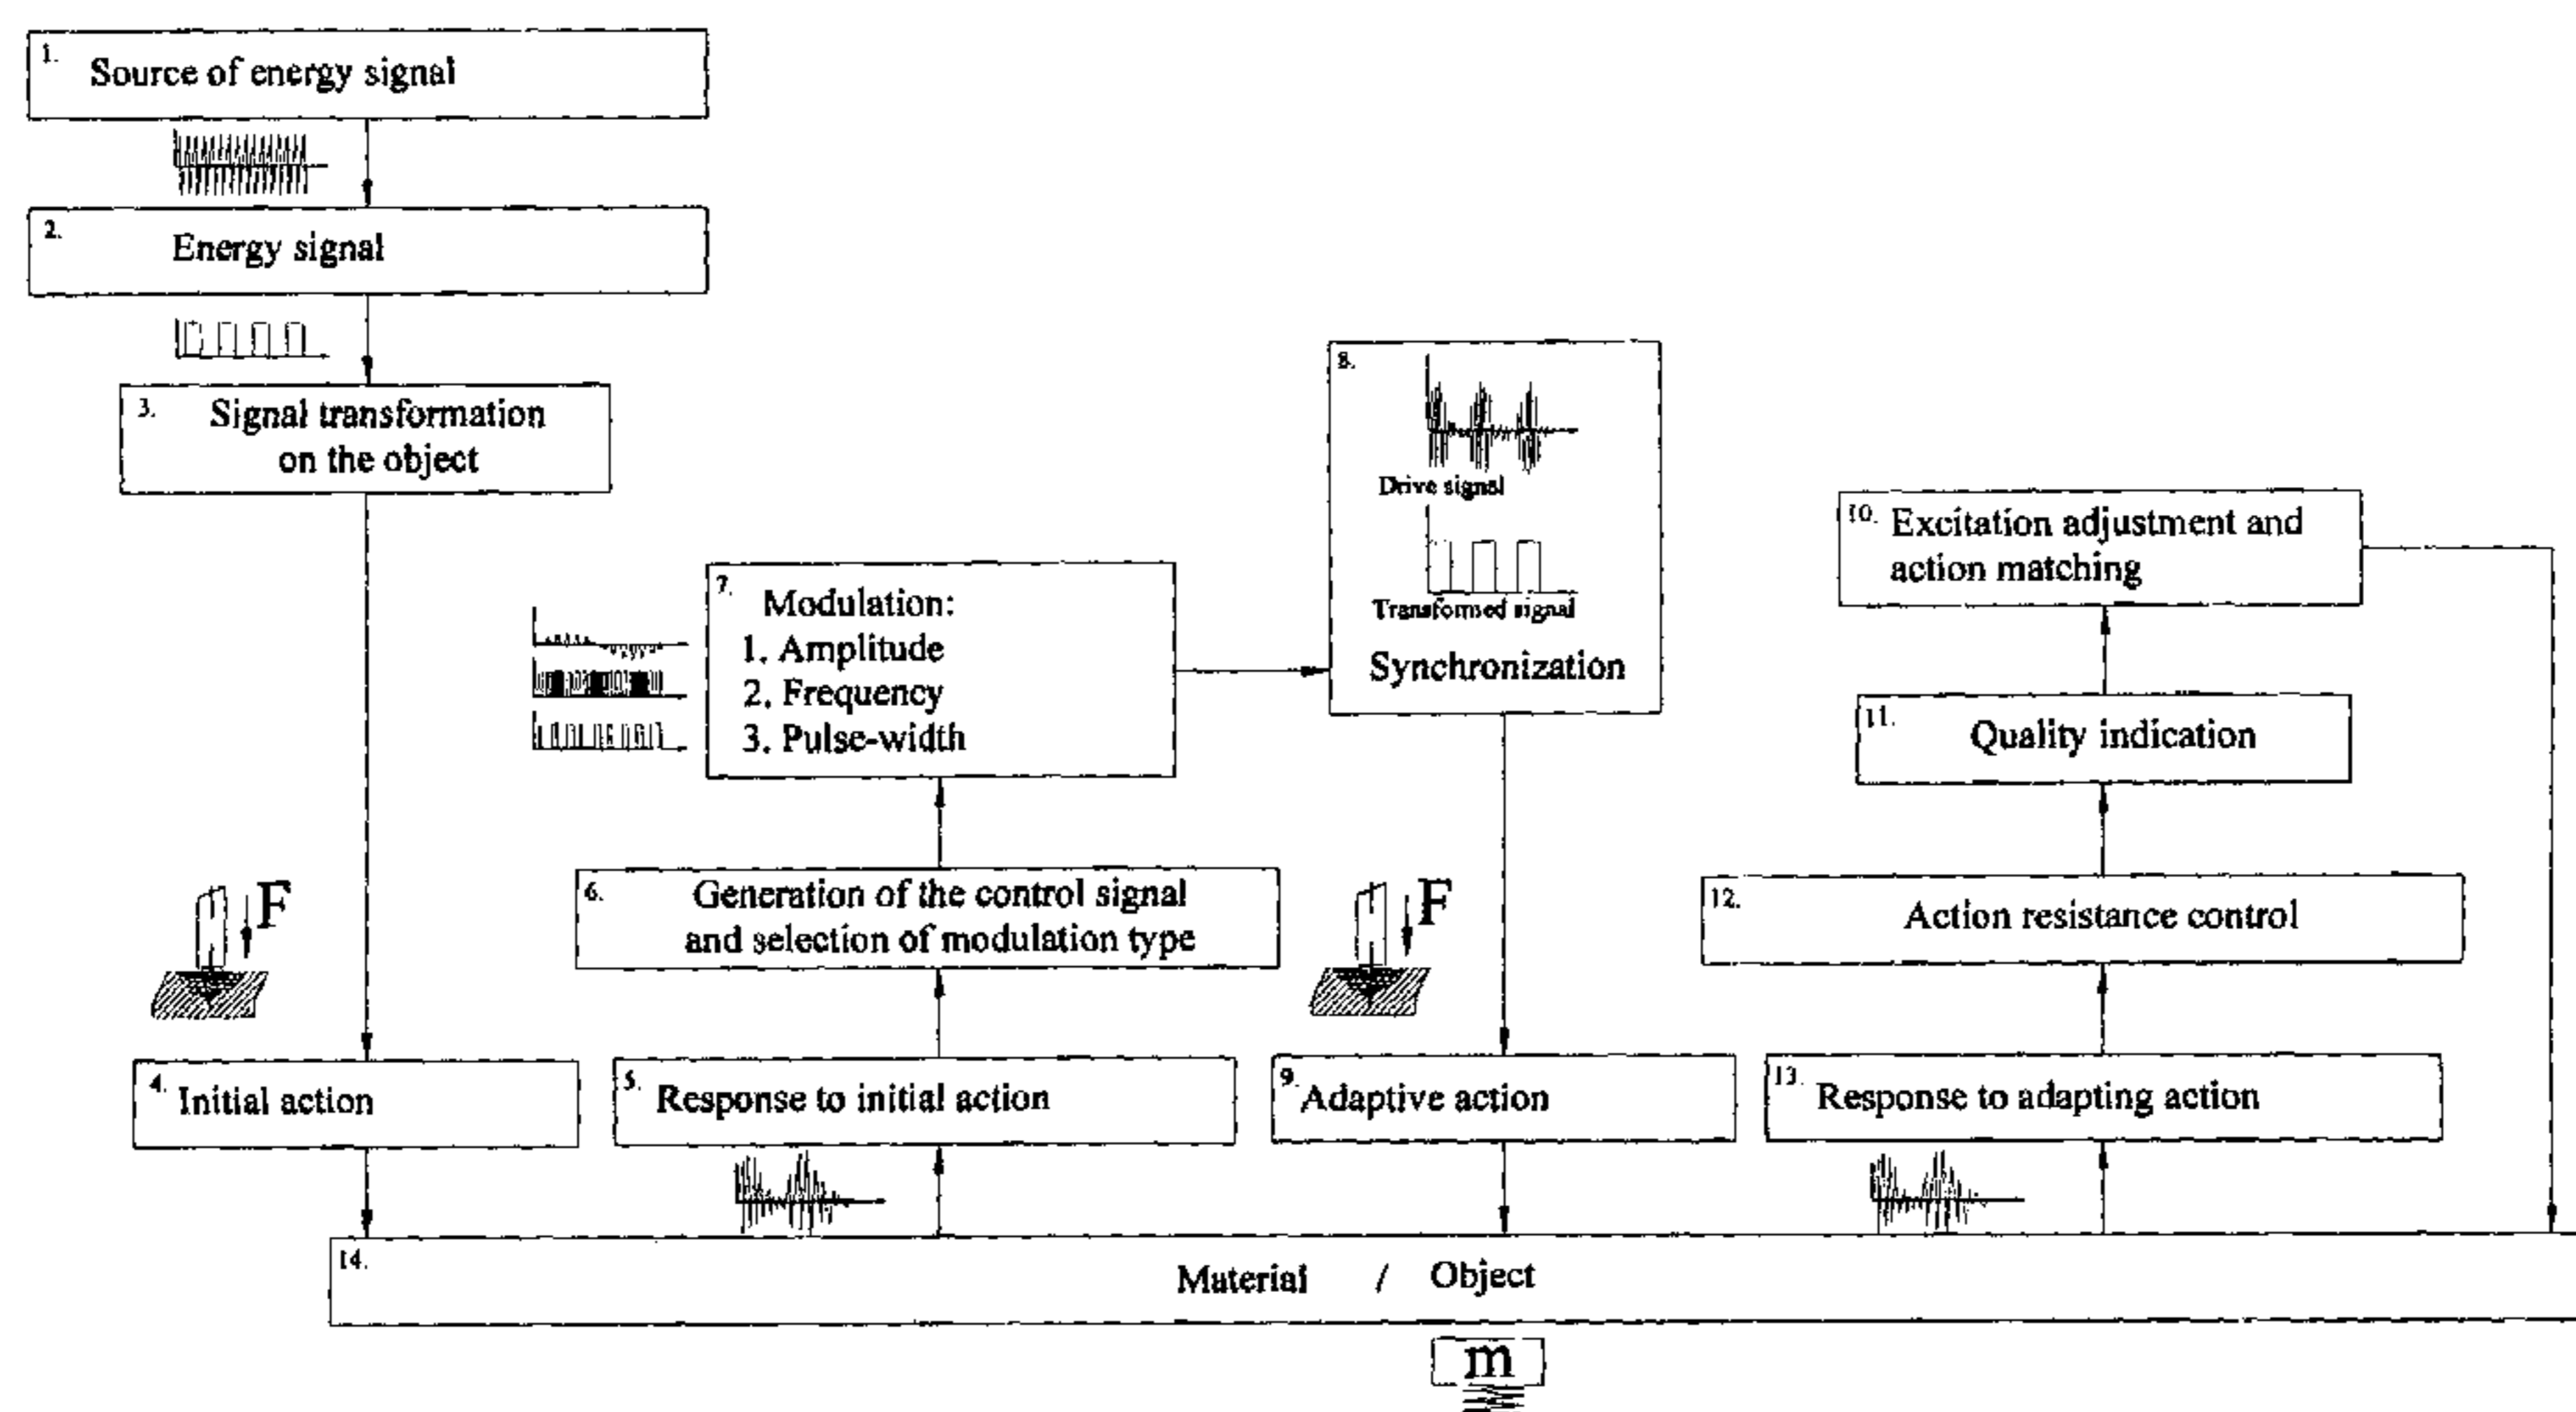 1. Source of energy signal
2. Energy signal
3. Signal transformation
on the object
F
4. Initial action
5. Response to initial action
6. Generation of the control signal
and selection of modulation type
7. Modulation:
1. Amplitude
2. Frequency
3. Pulse-width
8.
Drive signal
Transformed signal
Synchronization
F
9. Adaptive action
10. Excitation adjustment and
action matching
11. Quality indication
12. Action resistance control
13. Response to adapting action
14. Material / Object
m